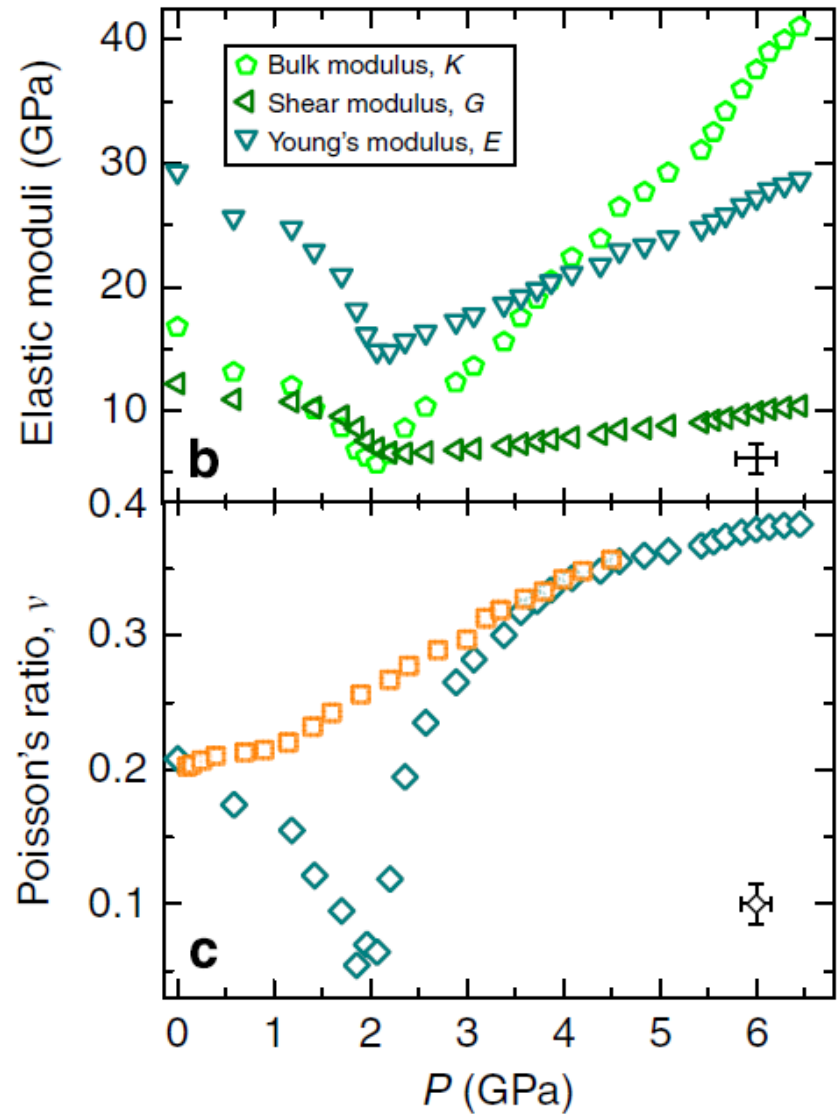 40
30
20
10
Elastic moduli (GPa)
Bulk modulus, K
Shear modulus, G
Young's modulus, E
b
0.4
0.3
0.2
0.1
Poisson's ratio, ν
c
0 1 2 3 4 5 6
P (GPa)